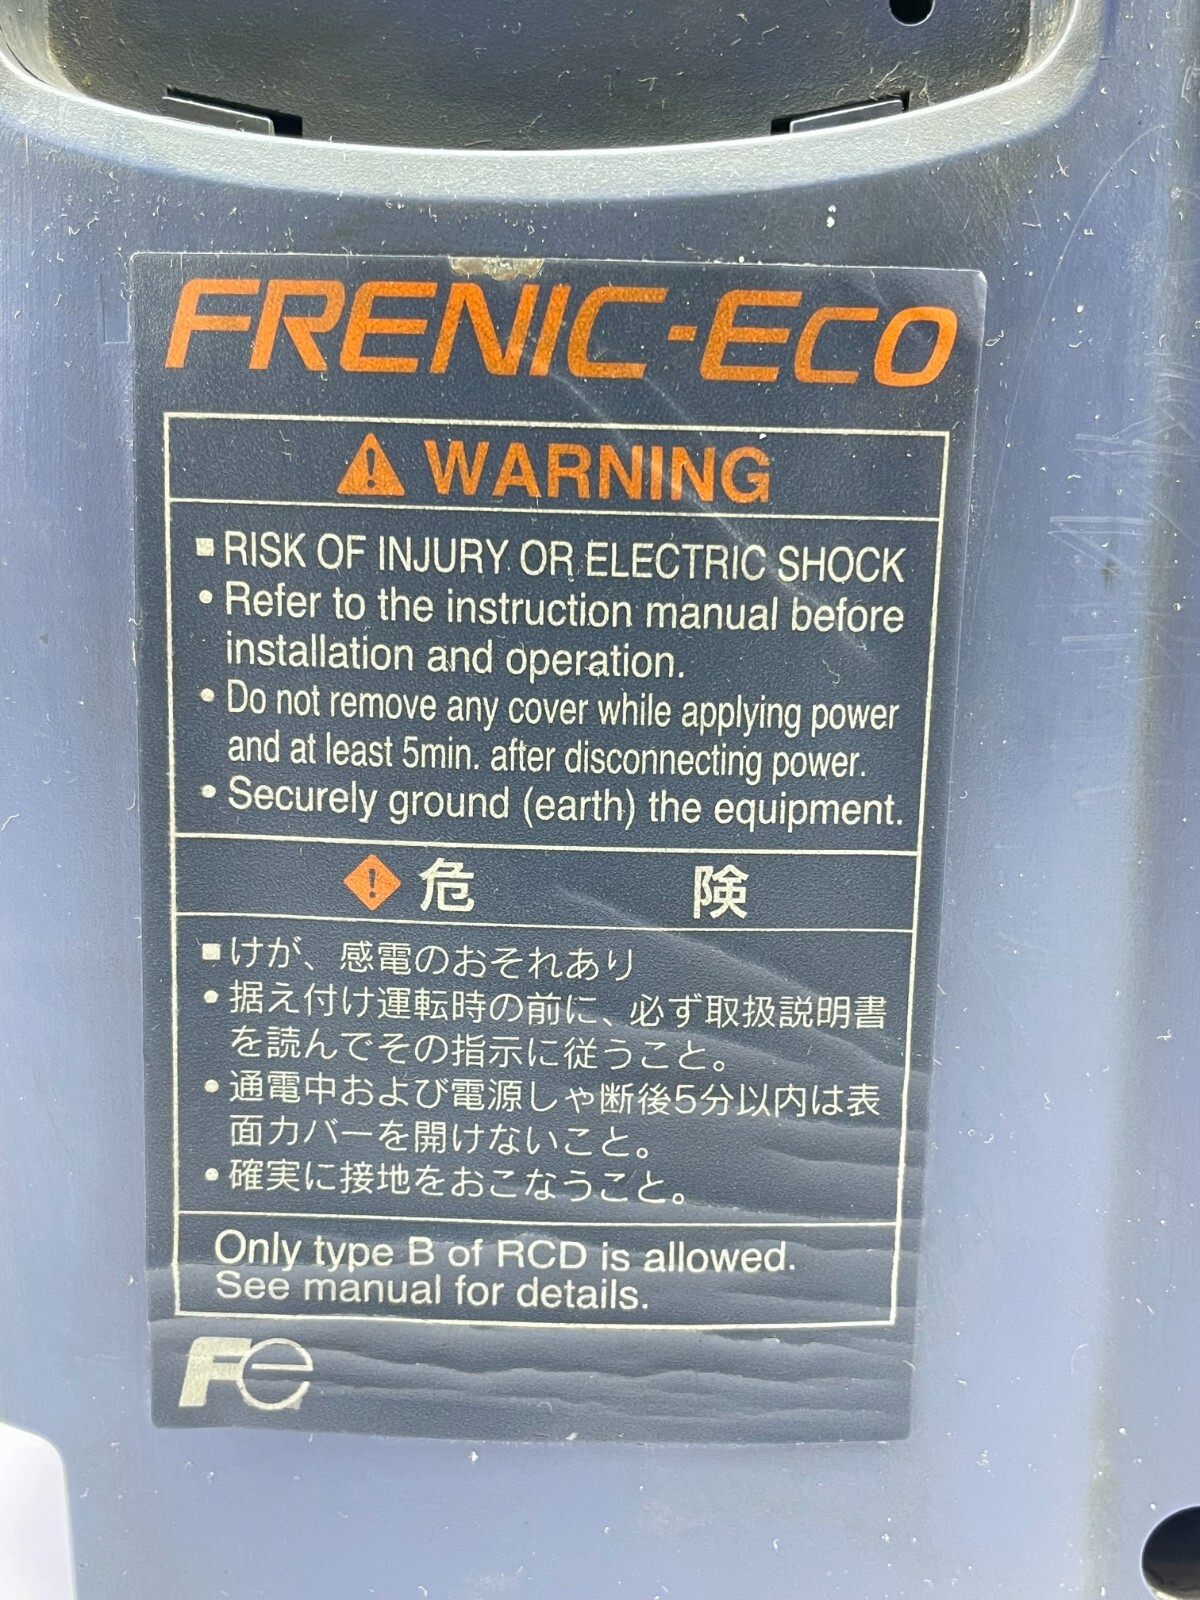 FRENIC-ECO
WARNING
■ RISK OF INJURY OR ELECTRIC SHOCK
• Refer to the instruction manual before
installation and operation.
• Do not remove any cover while applying power
and at least 5min. after disconnecting power.
• Securely ground (earth) the equipment.
危 険
■ けが、感電のおそれあり
• 据え付け運転時の前に、必ず取扱説明書
を読んでその指示に従うこと。
• 通電中および電源しゃ断後5分以内は表
面カバーを開けないこと。
• 確実に接地をおこなうこと。
Only type B of RCD is allowed.
See manual for details.
Fe